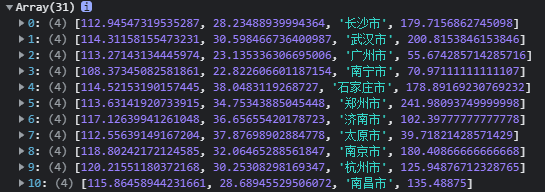 ▼ Array(31) i
▶ 0: (4) [112.94547319535287, 28.23488939994364, '长沙市', 179.7156862745098]
▶ 1: (4) [114.31158155473231, 30.598466736400987, '武汉市', 200.8153846153846]
▶ 2: (4) [113.27143134445974, 23.135336306695006, '广州市', 55.674285714285716]
▶ 3: (4) [108.37345082581861, 22.822606601187154, '南宁市', 70.97111111111107]
▶ 4: (4) [114.52153190157445, 38.0483119268727, '石家庄市', 178.89169230769232]
▶ 5: (4) [113.63141920733915, 34.75343885045448, '郑州市', 241.98093749999998]
▶ 6: (4) [117.12639941261048, 36.65655420178723, '济南市', 102.39777777777778]
▶ 7: (4) [112.55639149167204, 37.87698902884778, '太原市', 39.71821428571429]
▶ 8: (4) [118.80242172124585, 32.06465288561847, '南京市', 180.40866666666668]
▶ 9: (4) [120.21551180372168, 30.25308298169347, '杭州市', 125.94876712328765]
▶ 10: (4) [115.86458944231661, 28.68945529506072, '南昌市', 135.48875]